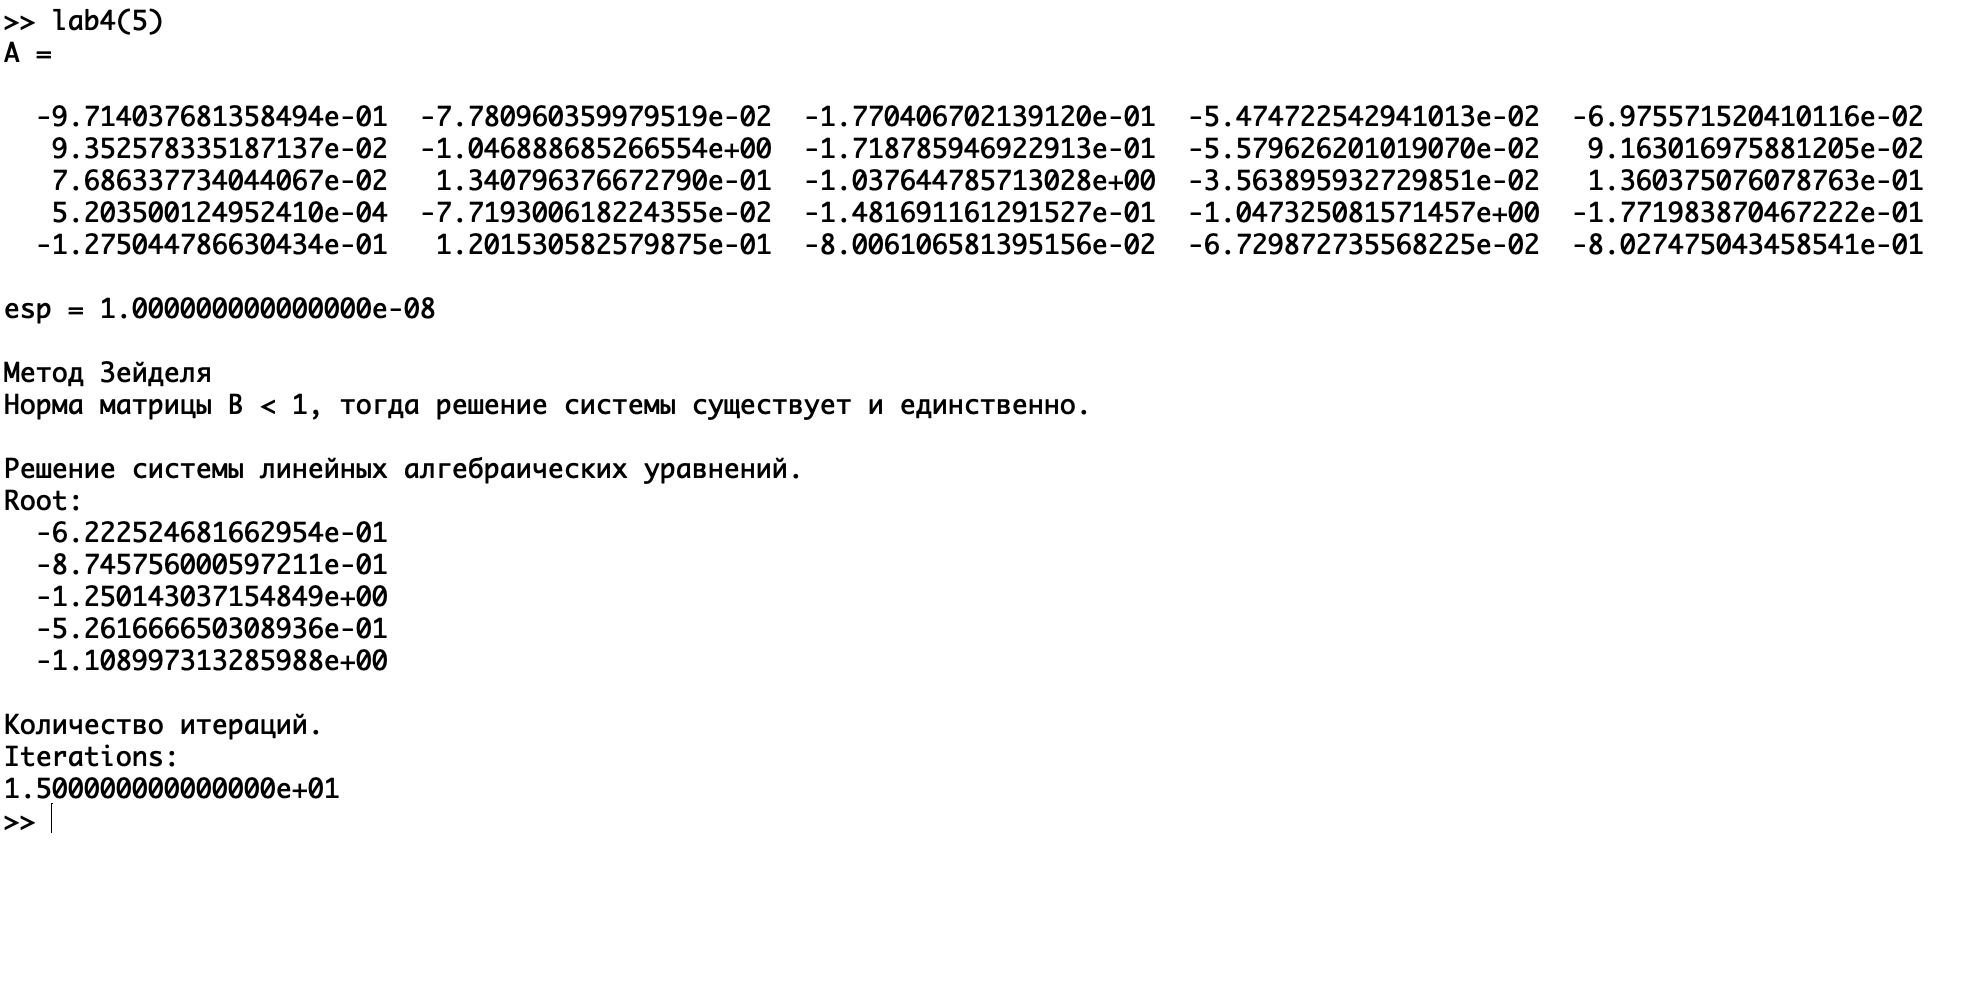 >> lab4(5)
A =
-9.714037681358494e-01 -7.780960359979519e-02 -1.770406702139120e-01 -5.474722542941013e-02 -6.975571520410116e-02
9.352578335187137e-02 -1.046888685266554e+00 -1.718785946922913e-01 -5.579626201019070e-02 9.163016975881205e-02
7.686337734044067e-02 1.340796376672790e-01 -1.037644785713028e+00 -3.563895932729851e-02 1.360375076078763e-01
5.203500124952410e-04 -7.719300618224355e-02 -1.481691161291527e-01 -1.047325081571457e+00 -1.771983870467222e-01
-1.275044786630434e-01 1.201530582579875e-01 -8.006106581395156e-02 -6.729872735568225e-02 -8.027475043458541e-01
esp = 1.000000000000000e-08
Метод Зейделя
Норма матрицы B < 1, тогда решение системы существует и единственно.
Решение системы линейных алгебраических уравнений.
Root:
-6.222524681662954e-01
-8.745756000597211e-01
-1.250143037154849e+00
-5.261666650308936e-01
-1.108997313285988e+00
Количество итераций.
Iterations:
1.500000000000000e+01
>>